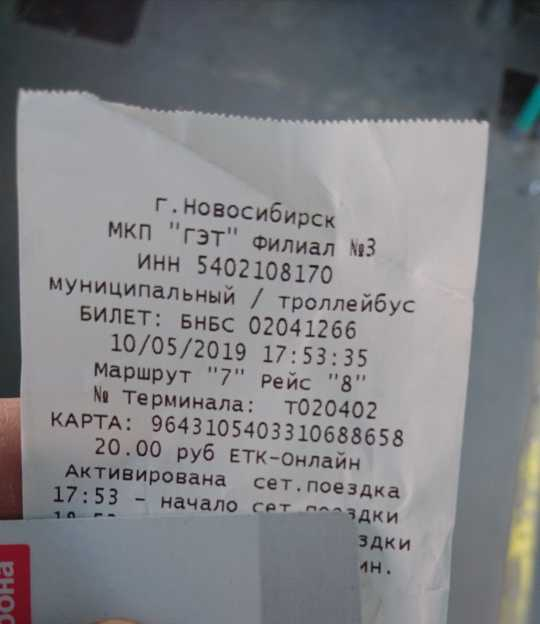 г.Новосибирск
МКП "ГЭТ" Филиал №3
ИНН 5402108170
муниципальный / троллейбус
БИЛЕТ: БНБС 02041266
10/05/2019 17:53:35
Маршрут "7" Рейс "8"
№ Терминала: т020402
КАРТА: 9643105403310688658
20.00 руб ЕТК-Онлайн
Активирована сет.поездка
17:53 - начало сет.поездки